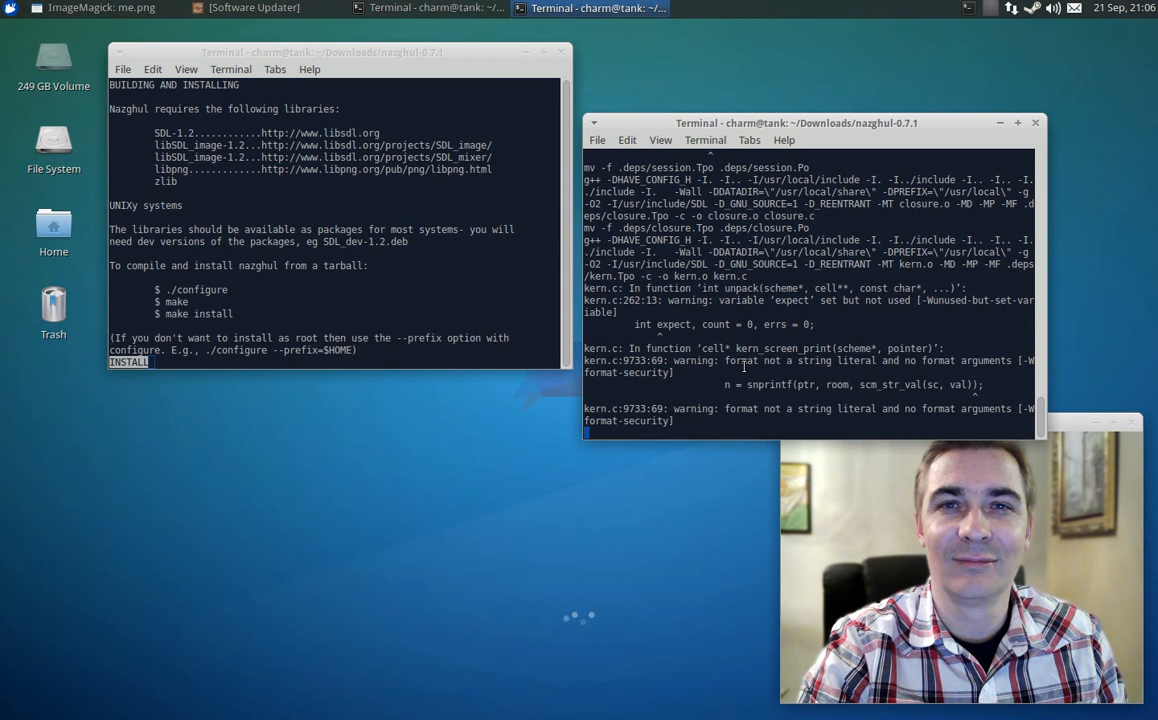 ImageMagick: me.png
[Software Updater]
Terminal - charm@tank: ~/...
Terminal - charm@tank: ~/...
21 Sep, 21:06
249 GB Volume
File System
Home
Trash
Terminal - charm@tank: ~/Downloads/nazghul-0.7.1
File Edit View Terminal Tabs Help
BUILDING AND INSTALLING
Nazghul requires the following libraries:
SDL-1.2............http://www.libsdl.org
libSDL_image-1.2...http://www.libsdl.org/projects/SDL_image/
libSDL_image-1.2...http://www.libsdl.org/projects/SDL_mixer/
libpng.............http://www.libpng.org/pub/png/libpng.html
zlib
UNIXy systems
The libraries should be available as packages for most systems- you will
need dev versions of the packages, eg SDL_dev-1.2.deb
To compile and install nazghul from a tarball:
$ ./configure
$ make
$ make install
(If you don't want to install as root then use the --prefix option with
configure. E.g., ./configure --prefix=$HOME)
INSTALL
Terminal - charm@tank: ~/Downloads/nazghul-0.7.1
File Edit View Terminal Tabs Help
^
mv -f .deps/session.Tpo .deps/session.Po
g++ -DHAVE_CONFIG_H -I. -I.. -I/usr/local/include -I. -I../include -I.. -I. -I.
./include -I.   -Wall -DDATADIR=\"/usr/local/share\" -DPREFIX=\"/usr/local\" -g
-O2 -I/usr/include/SDL -D_GNU_SOURCE=1 -D_REENTRANT -MT closure.o -MD -MP -MF .d
eps/closure.Tpo -c -o closure.o closure.c
mv -f .deps/closure.Tpo .deps/closure.Po
g++ -DHAVE_CONFIG_H -I. -I.. -I/usr/local/include -I. -I../include -I.. -I. -I.
./include -I.   -Wall -DDATADIR=\"/usr/local/share\" -DPREFIX=\"/usr/local\" -g
-O2 -I/usr/include/SDL -D_GNU_SOURCE=1 -D_REENTRANT -MT kern.o -MD -MP -MF .deps
/kern.Tpo -c -o kern.o kern.c
kern.c: In function ‘int unpack(scheme*, cell**, const char*, ...)’:
kern.c:262:13: warning: variable ‘expect’ set but not used [-Wunused-but-set-var
iable]
int expect, count = 0, errs = 0;
^
kern.c: In function ‘cell* kern_screen_print(scheme*, pointer)’:
kern.c:9733:69: warning: format not a string literal and no format arguments [-W
format-security]
n = snprintf(ptr, room, scm_str_val(sc, val));
^
kern.c:9733:69: warning: format not a string literal and no format arguments [-W
format-security]